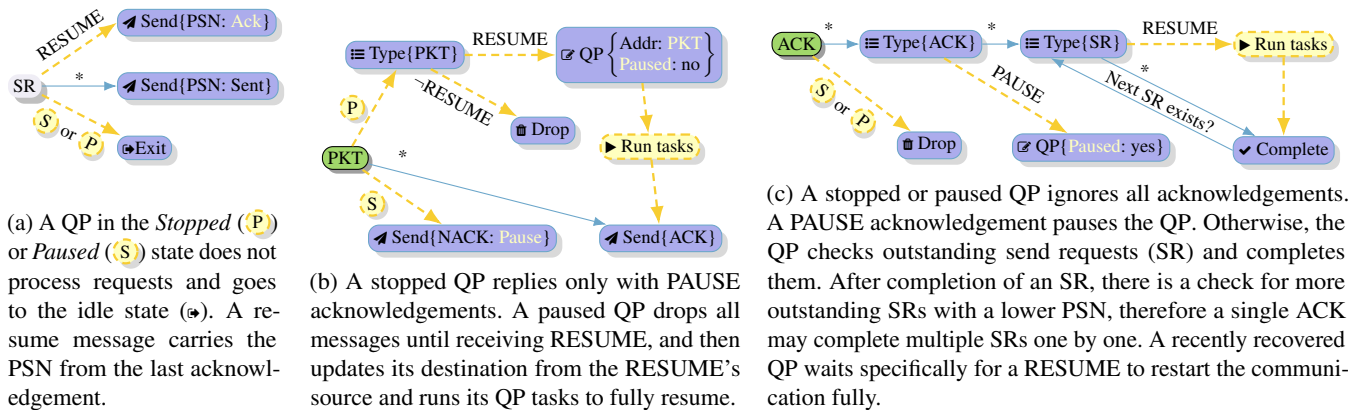 RESUME
Send{PSN: Ack}
SR
*
Send{PSN: Sent}
S or P
Exit
(a) A QP in the Stopped (P)
or Paused (S) state does not
process requests and goes
to the idle state (). A re-
sume message carries the
PSN from the last acknowl-
edgement.
Type{PKT}
RESUME
QP { Addr: PKT
Paused: no }
P
¬RESUME
Drop
Run tasks
PKT
*
S
Send{NACK: Pause}
Send{ACK}
(b) A stopped QP replies only with PAUSE
acknowledgements. A paused QP drops all
messages until receiving RESUME, and then
updates its destination from the RESUME's
source and runs its QP tasks to fully resume.
ACK
*
Type{ACK}
*
Type{SR}
RESUME
Run tasks
S or P
PAUSE
*
Next SR exists?
Drop
QP{Paused: yes}
Complete
(c) A stopped or paused QP ignores all acknowledgements.
A PAUSE acknowledgement pauses the QP. Otherwise, the
QP checks outstanding send requests (SR) and completes
them. After completion of an SR, there is a check for more
outstanding SRs with a lower PSN, therefore a single ACK
may complete multiple SRs one by one. A recently recovered
QP waits specifically for a RESUME to restart the communi-
cation fully.